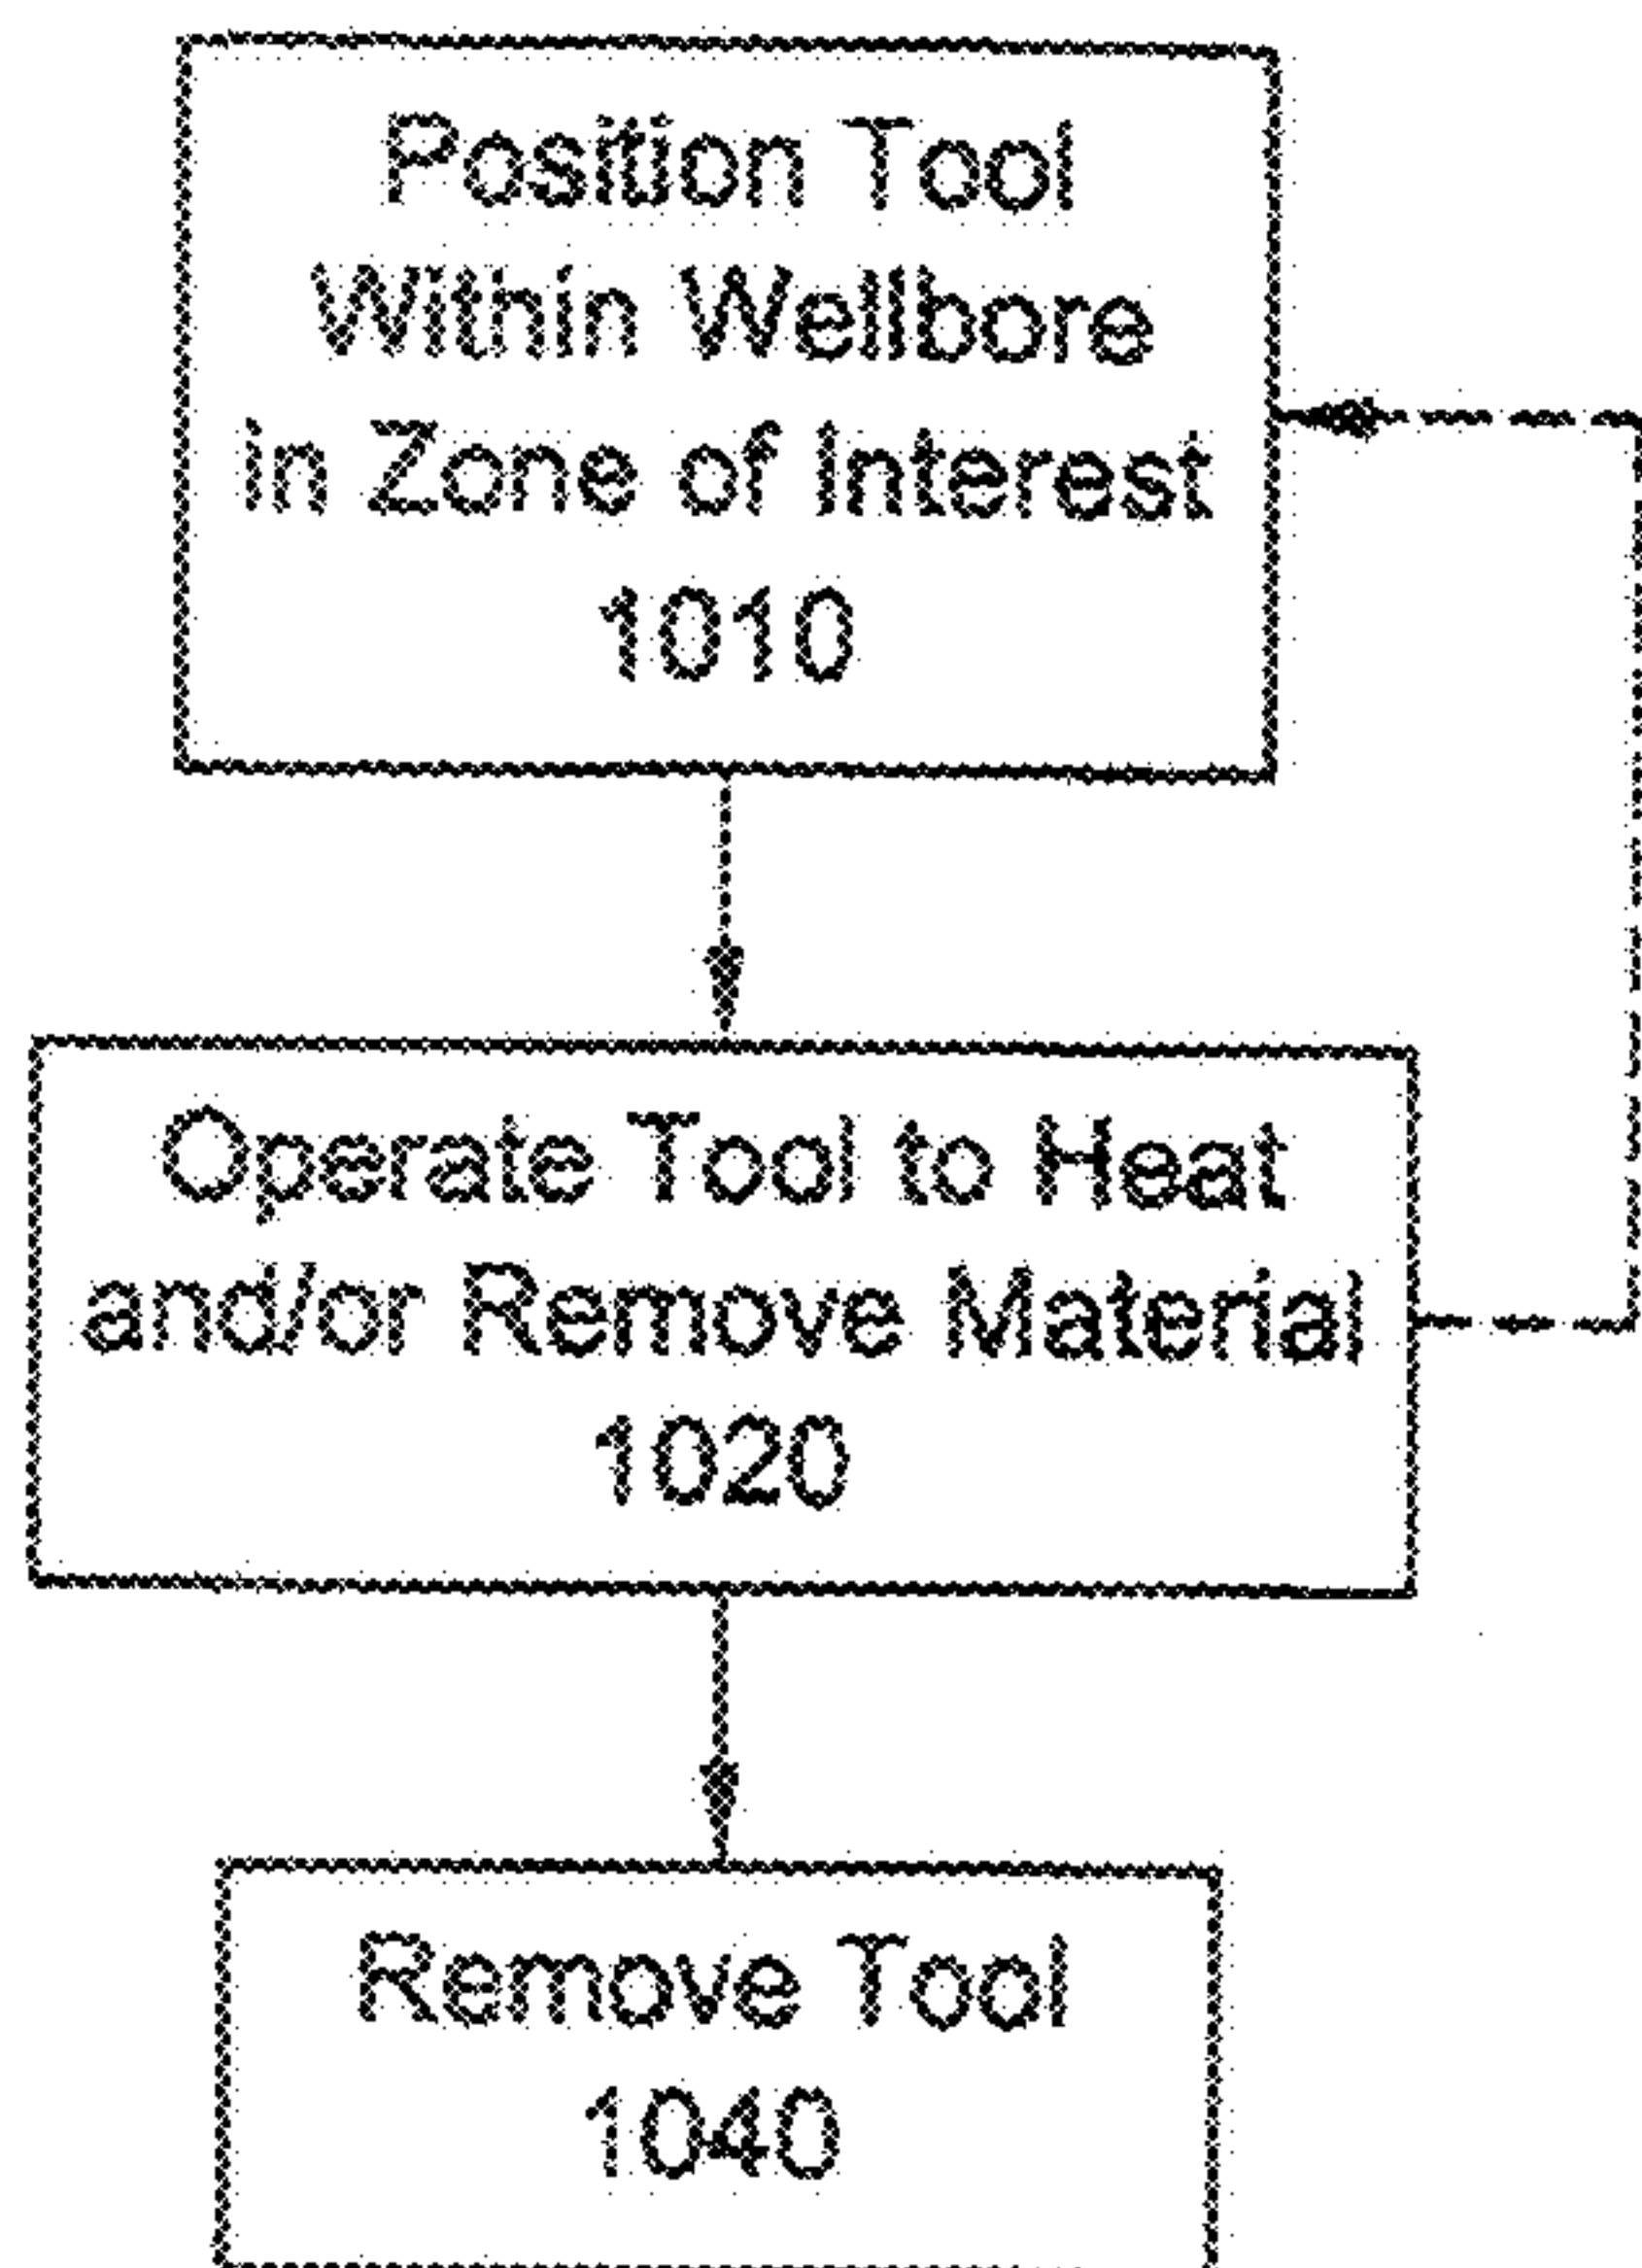 Position Tool
Within Wellbore
in Zone of Interest
1010
Operate Tool to Heat
and/or Remove Material
1020
Remove Tool
1040